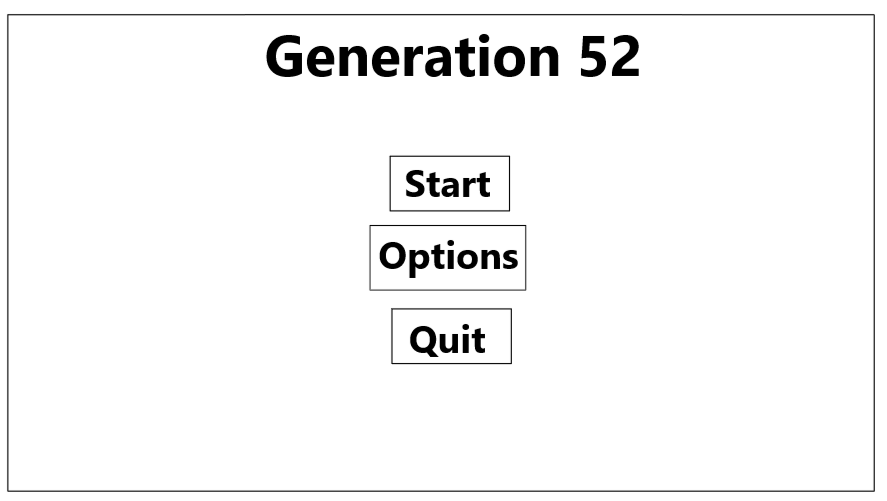 Generation 52
Start
Options
Quit